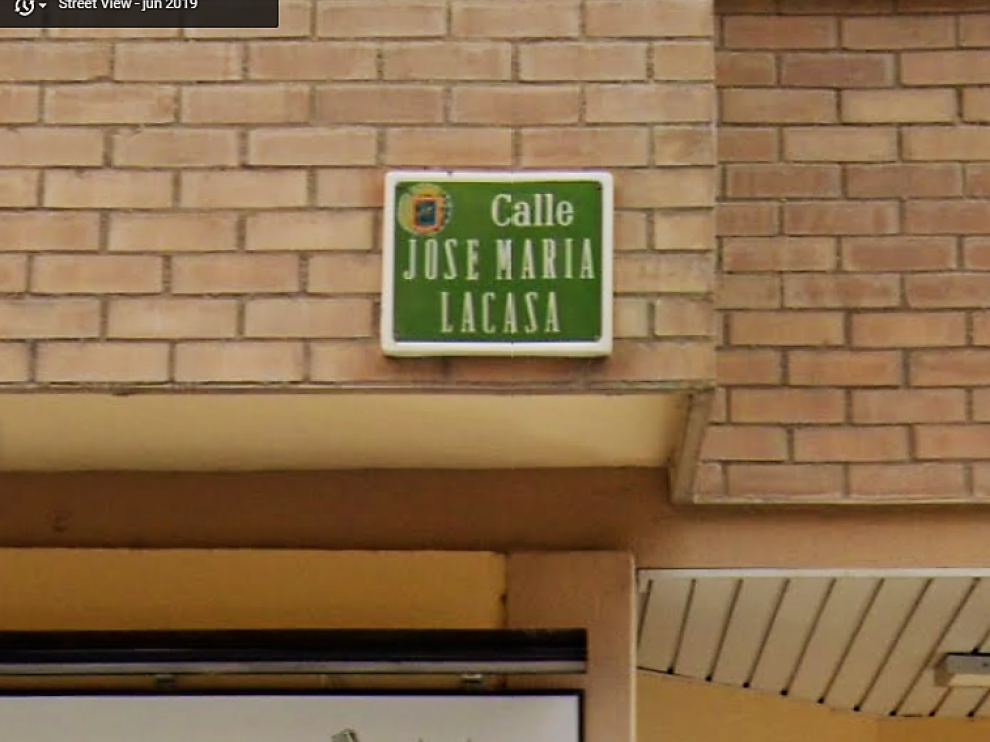 Street View - jun 2019
Calle
JOSE MARIA
LACASA